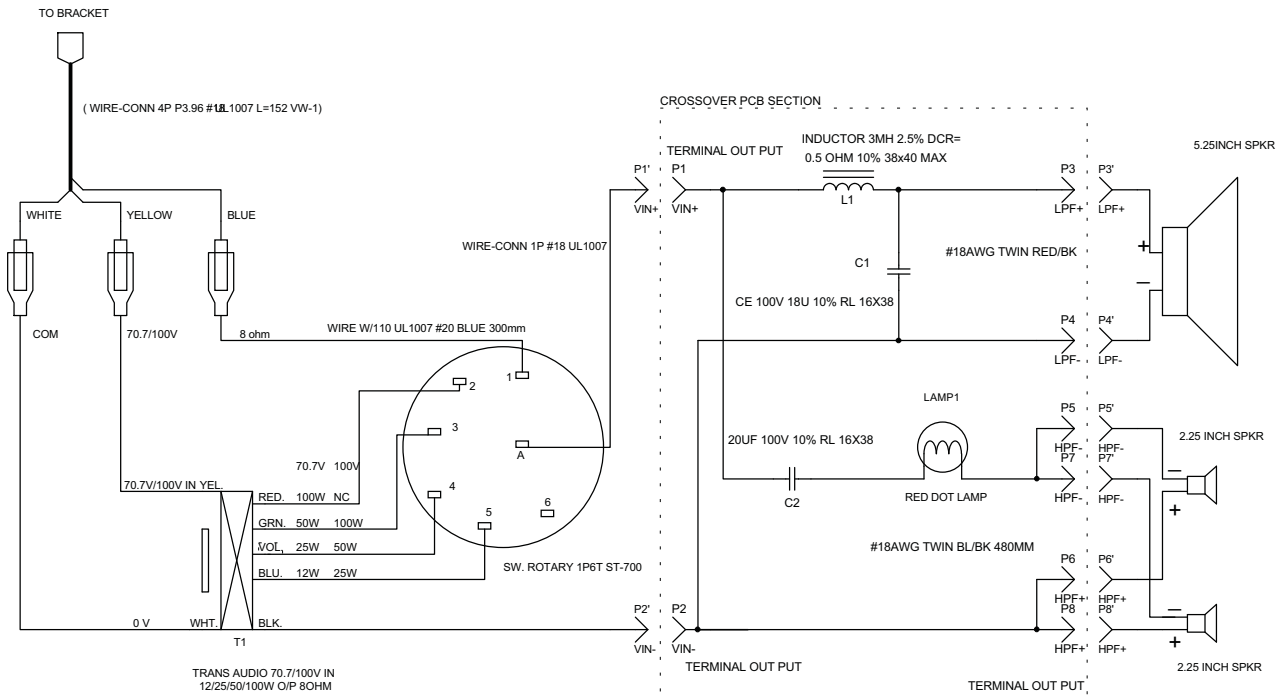 TO BRACKET
( WIRE-CONN 4P P3.96 #18 UL1007 L=152 VW-1)
WHITE
YELLOW
BLUE
COM
70.7/100V
8 ohm
WIRE W/110 UL1007 #20 BLUE 300mm
WIRE-CONN 1P #18 UL1007
1
2
3
4
5
6
A
70.7V 100V
70.7V/100V IN YEL.
RED. 100W NC
GRN. 50W 100W
VOL, 25W 50W
BLU. 12W 25W
SW. ROTARY 1P6T ST-700
0 V
WHT.
BLK.
T1
TRANS AUDIO 70.7/100V IN
12/25/50/100W O/P 8OHM
CROSSOVER PCB SECTION
TERMINAL OUT PUT
P1'
VIN+
P1
VIN+
INDUCTOR 3MH 2.5% DCR=
0.5 OHM 10% 38x40 MAX
L1
P3
LPF+
P3'
LPF+
5.25INCH SPKR
+
−
#18AWG TWIN RED/BK
C1
CE 100V 18U 10% RL 16X38
P4
LPF-
P4'
LPF-
LAMP1
20UF 100V 10% RL 16X38
C2
RED DOT LAMP
P5
HPF-
P5'
HPF-
P7
HPF-
P7'
HPF-
2.25 INCH SPKR
−
+
#18AWG TWIN BL/BK 480MM
P6
HPF+
P6'
HPF+
P8
HPF+
P8'
HPF+
−
+
2.25 INCH SPKR
P2'
VIN-
P2
VIN-
TERMINAL OUT PUT
TERMINAL OUT PUT